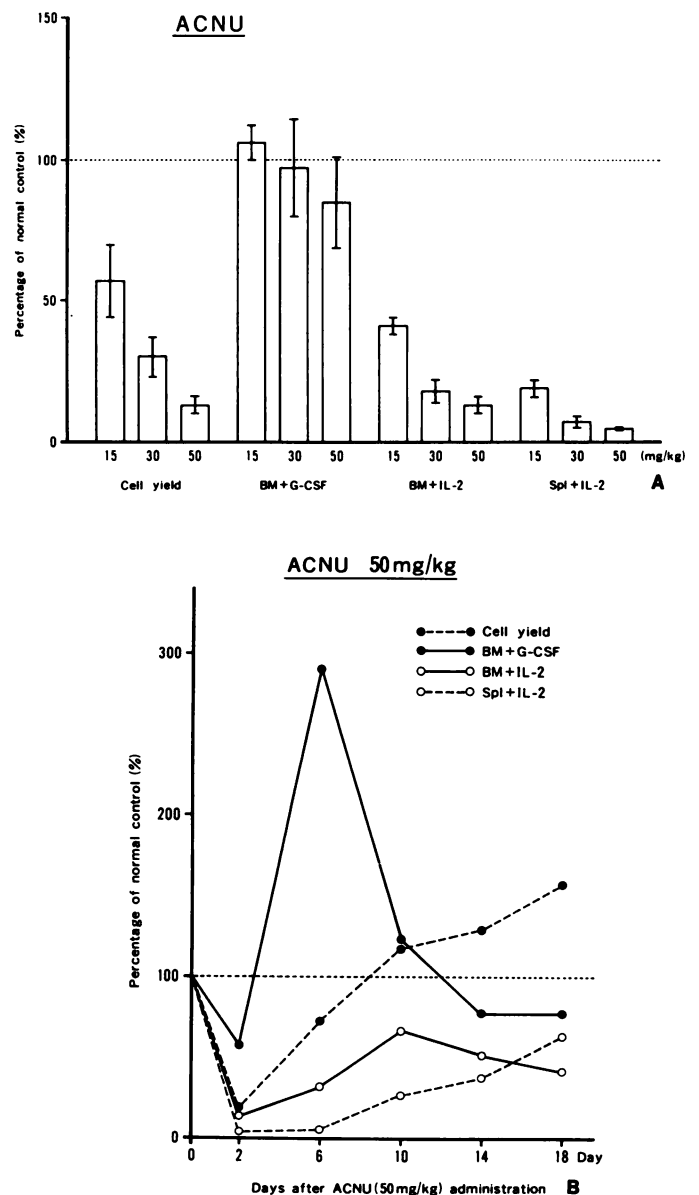 ACNU
150
100
50
0
Percentage of normal control (%)
15 30 50 15 30 50 15 30 50 15 30 50 (mg/kg)
Cell yield BM+G-CSF BM+IL-2 Spl+IL-2 A
ACNU 50mg/kg
Cell yield
BM+G-CSF
BM+IL-2
Spl+IL-2
300
200
100
0
Percentage of normal control (%)
0 2 6 10 14 18 Day
Days after ACNU(50mg/kg) administration B